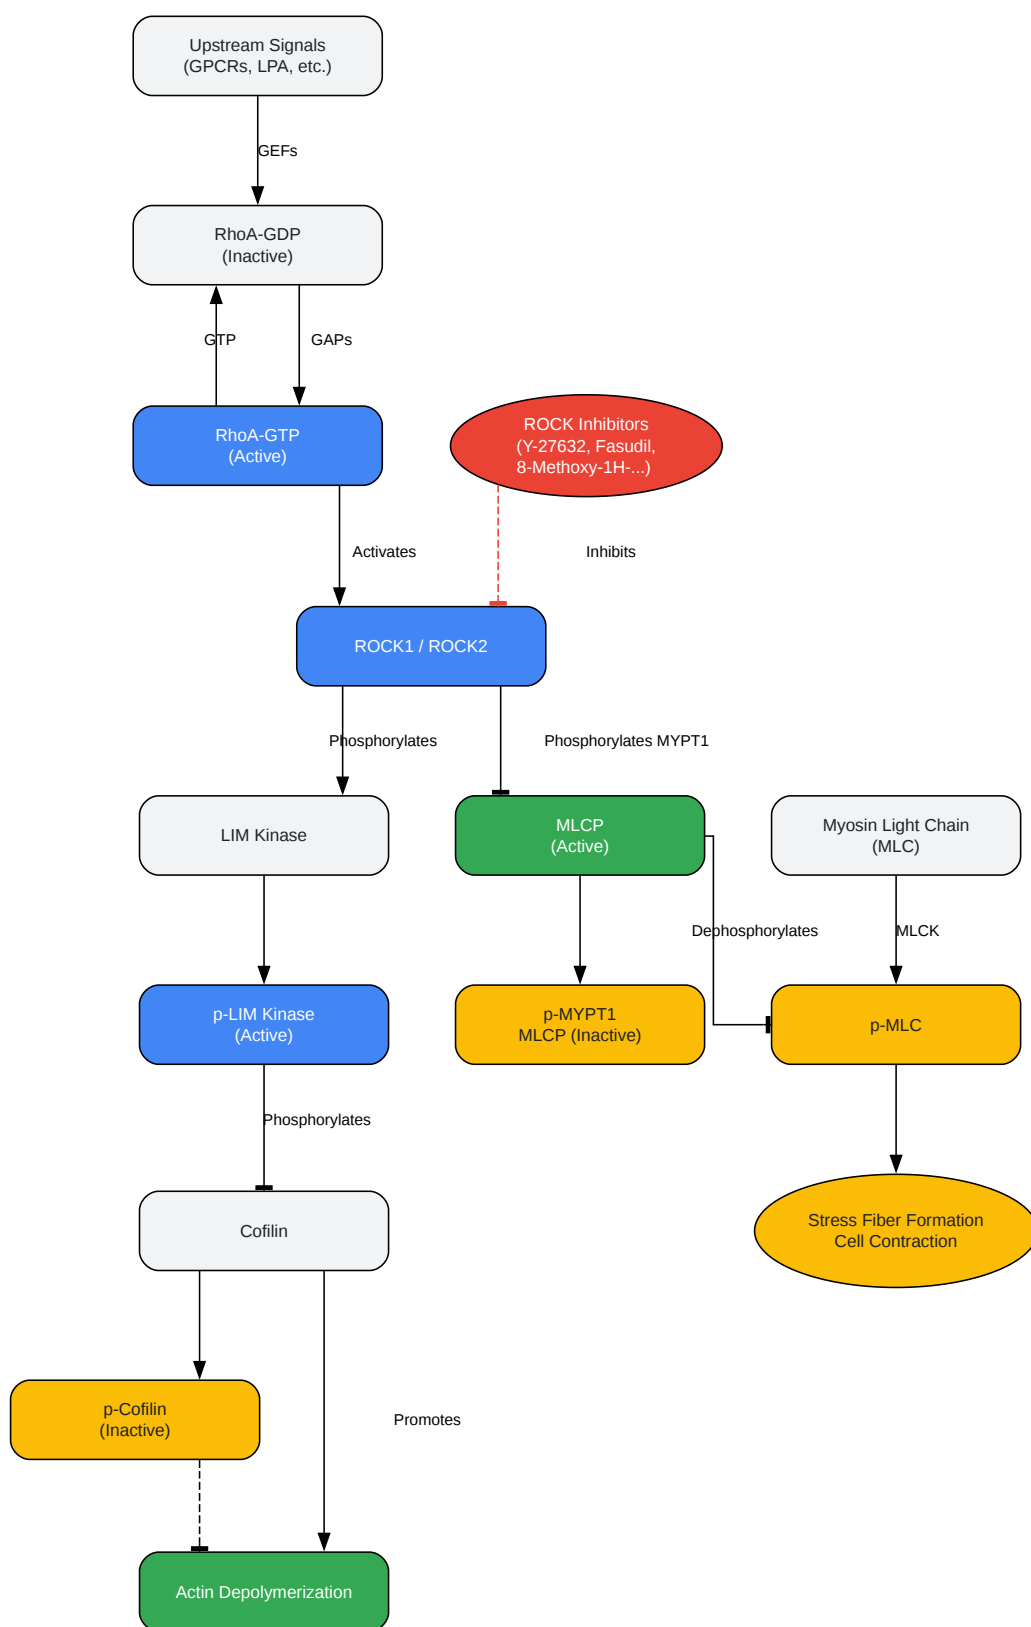 Upstream Signals
(GPCRs, LPA, etc.)
GEFs
RhoA-GDP
(Inactive)
GTP
GAPs
RhoA-GTP
(Active)
ROCK Inhibitors
(Y-27632, Fasudil,
8-Methoxy-1H-...)
Activates
Inhibits
ROCK1 / ROCK2
Phosphorylates
Phosphorylates MYPT1
LIM Kinase
MLCP
(Active)
Myosin Light Chain
(MLC)
Dephosphorylates
MLCK
p-LIM Kinase
(Active)
p-MYPT1
MLCP (Inactive)
p-MLC
Phosphorylates
Cofilin
Stress Fiber Formation
Cell Contraction
p-Cofilin
(Inactive)
Promotes
Actin Depolymerization